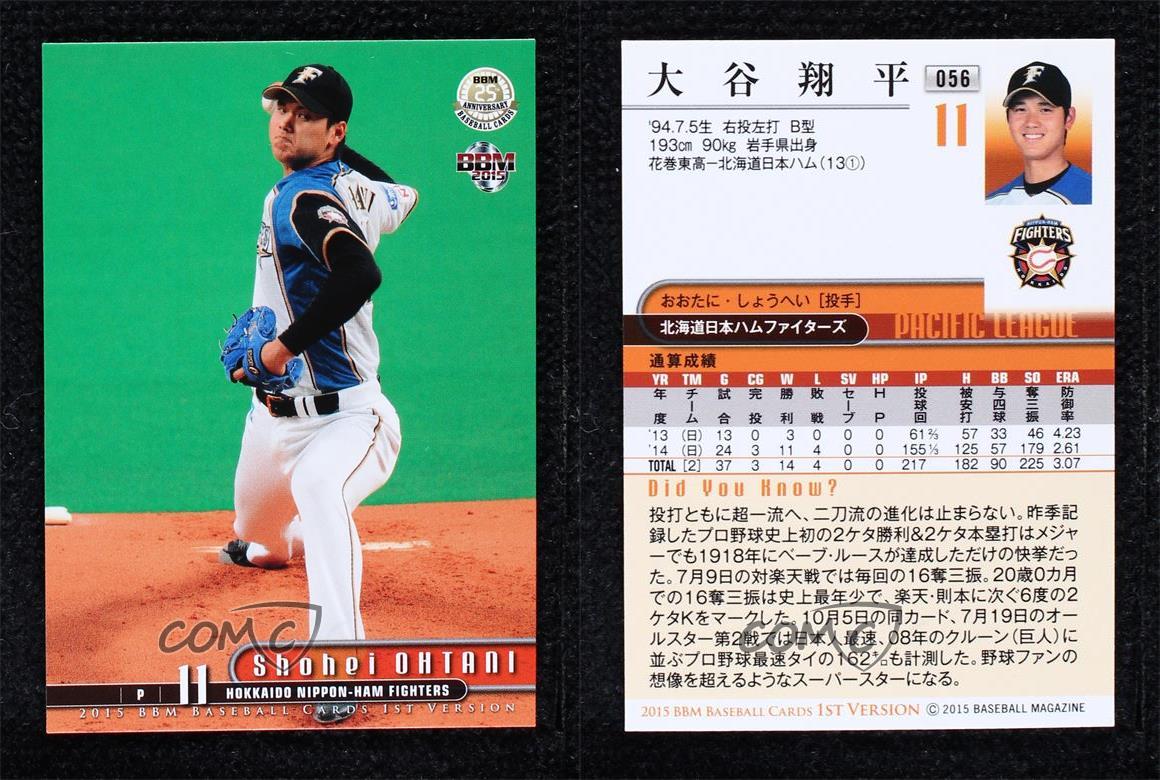 BBM
25th
ANNIVERSARY
BASEBALL CARDS
BBM
2015
COMC
Shohei OHTANI
P 11 HOKKAIDO NIPPON-HAM FIGHTERS
2015 BBM BASEBALL CARDS 1ST VERSION
大谷翔平 056
11
'94.7.5生 右投左打 B型
193cm 90kg 岩手県出身
花巻東高ー北海道日本ハム(13①)
NIPPON-HAM
FIGHTERS
HOKKAIDO
おおたに・しょうへい [投手]
北海道日本ハムファイターズ PACIFIC LEAGUE
通算成績
YR TM G CG W L SV HP IP H BB SO ERA
年度 チーム 試合 完投 勝利 敗戦 セーブ HP 投球回 被安打 与四球 奪三振 防御率
'13 (日) 13 0 3 0 0 0 61⅔ 57 33 46 4.23
'14 (日) 24 3 11 4 0 0 155⅓ 125 57 179 2.61
TOTAL [2] 37 3 14 4 0 0 217 182 90 225 3.07
Did You Know?
投打ともに超一流へ、二刀流の進化は止まらない。昨季記
録したプロ野球史上初の2ケタ勝利&2ケタ本塁打はメジャ
ーでも1918年にベーブ・ルースが達成しただけの快挙だっ
た。7月9日の対楽天戦では毎回の16奪三振。20歳0カ月
での16奪三振は史上最年少で、楽天・則本に次ぐ6度の2
ケタKをマークした。10月5日の同カード、7月19日のオール
スター第2戦では日本人最速、08年のクルーン(巨人)に
並ぶプロ野球最速タイの162㌔も計測した。野球ファンの
想像を超えるようなスーパースターになる。
COMC
2015 BBM BASEBALL CARDS 1ST VERSION © 2015 BASEBALL MAGAZINE